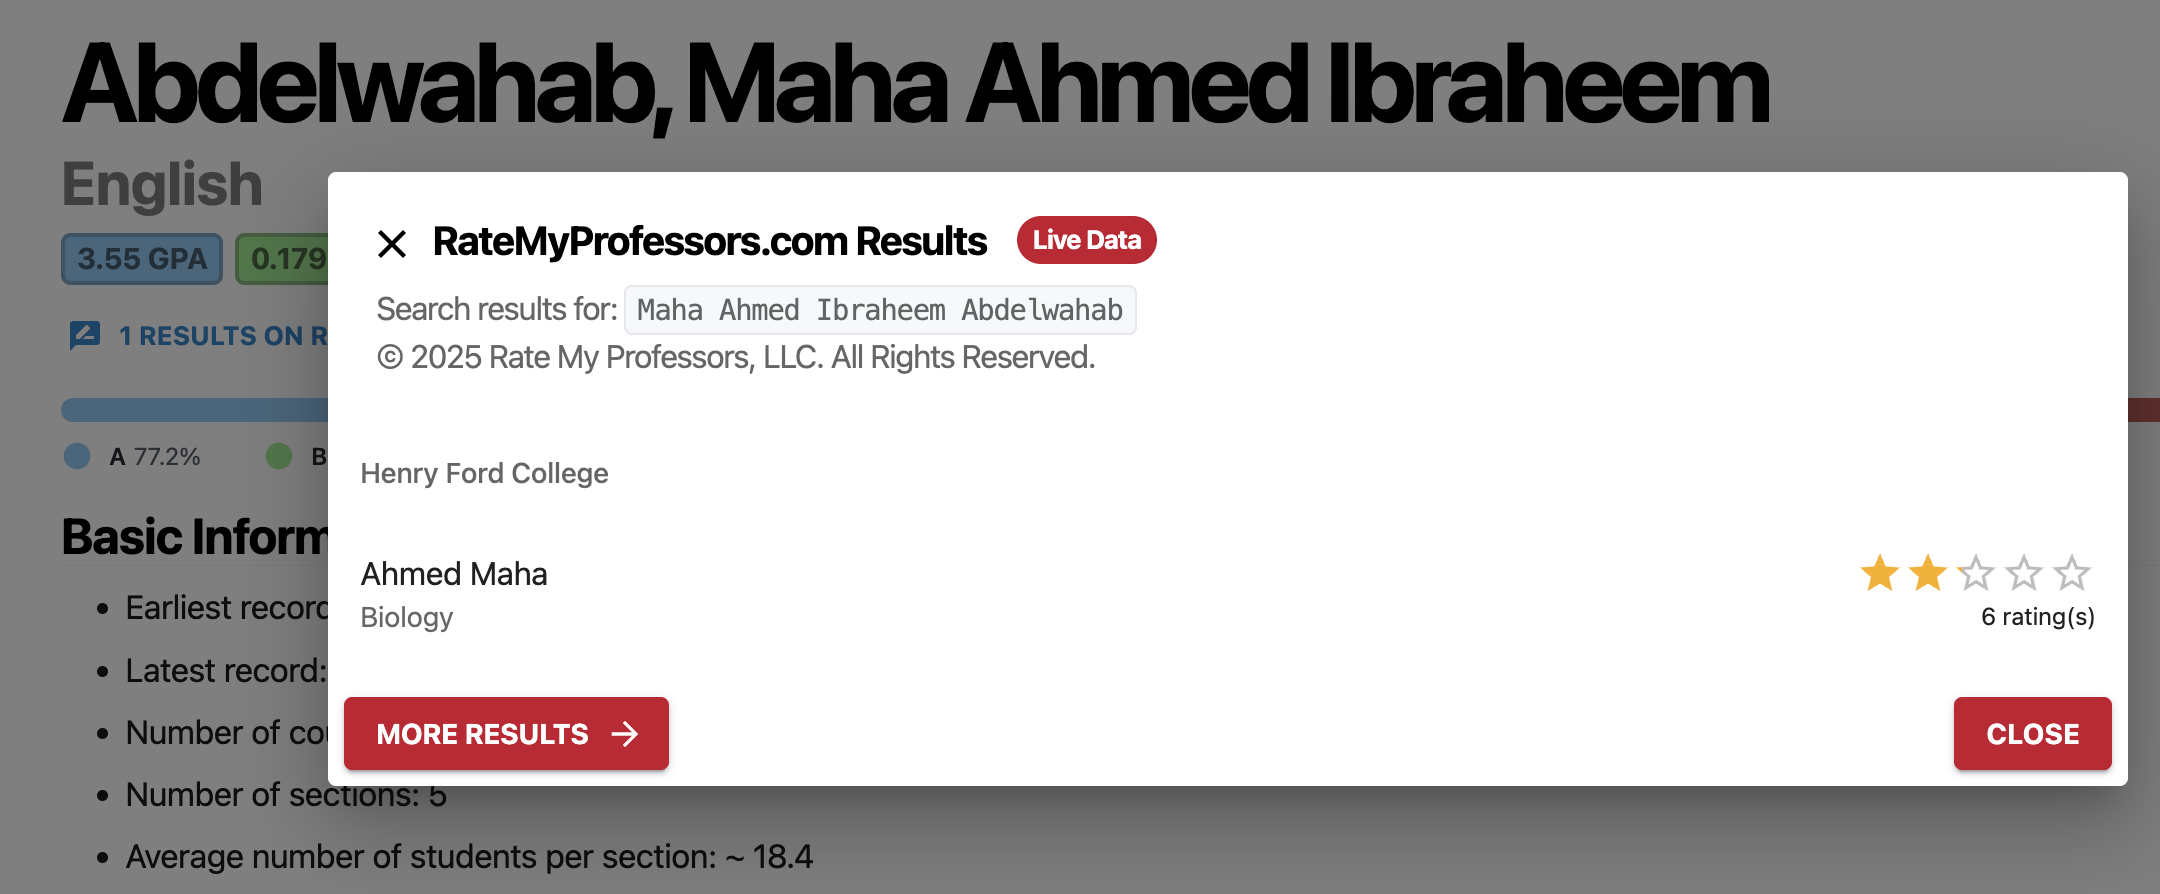 Abdelwahab, Maha Ahmed Ibraheem
English
3.55 GPA 0.179
1 RESULTS ON R
A 77.2% B
Basic Inform
Earliest record
Latest record:
Number of cou
Number of sections: 5
Average number of students per section: ~ 18.4
RateMyProfessors.com Results Live Data
Search results for: Maha Ahmed Ibraheem Abdelwahab
© 2025 Rate My Professors, LLC. All Rights Reserved.
Henry Ford College
Ahmed Maha
Biology
6 rating(s)
MORE RESULTS
CLOSE